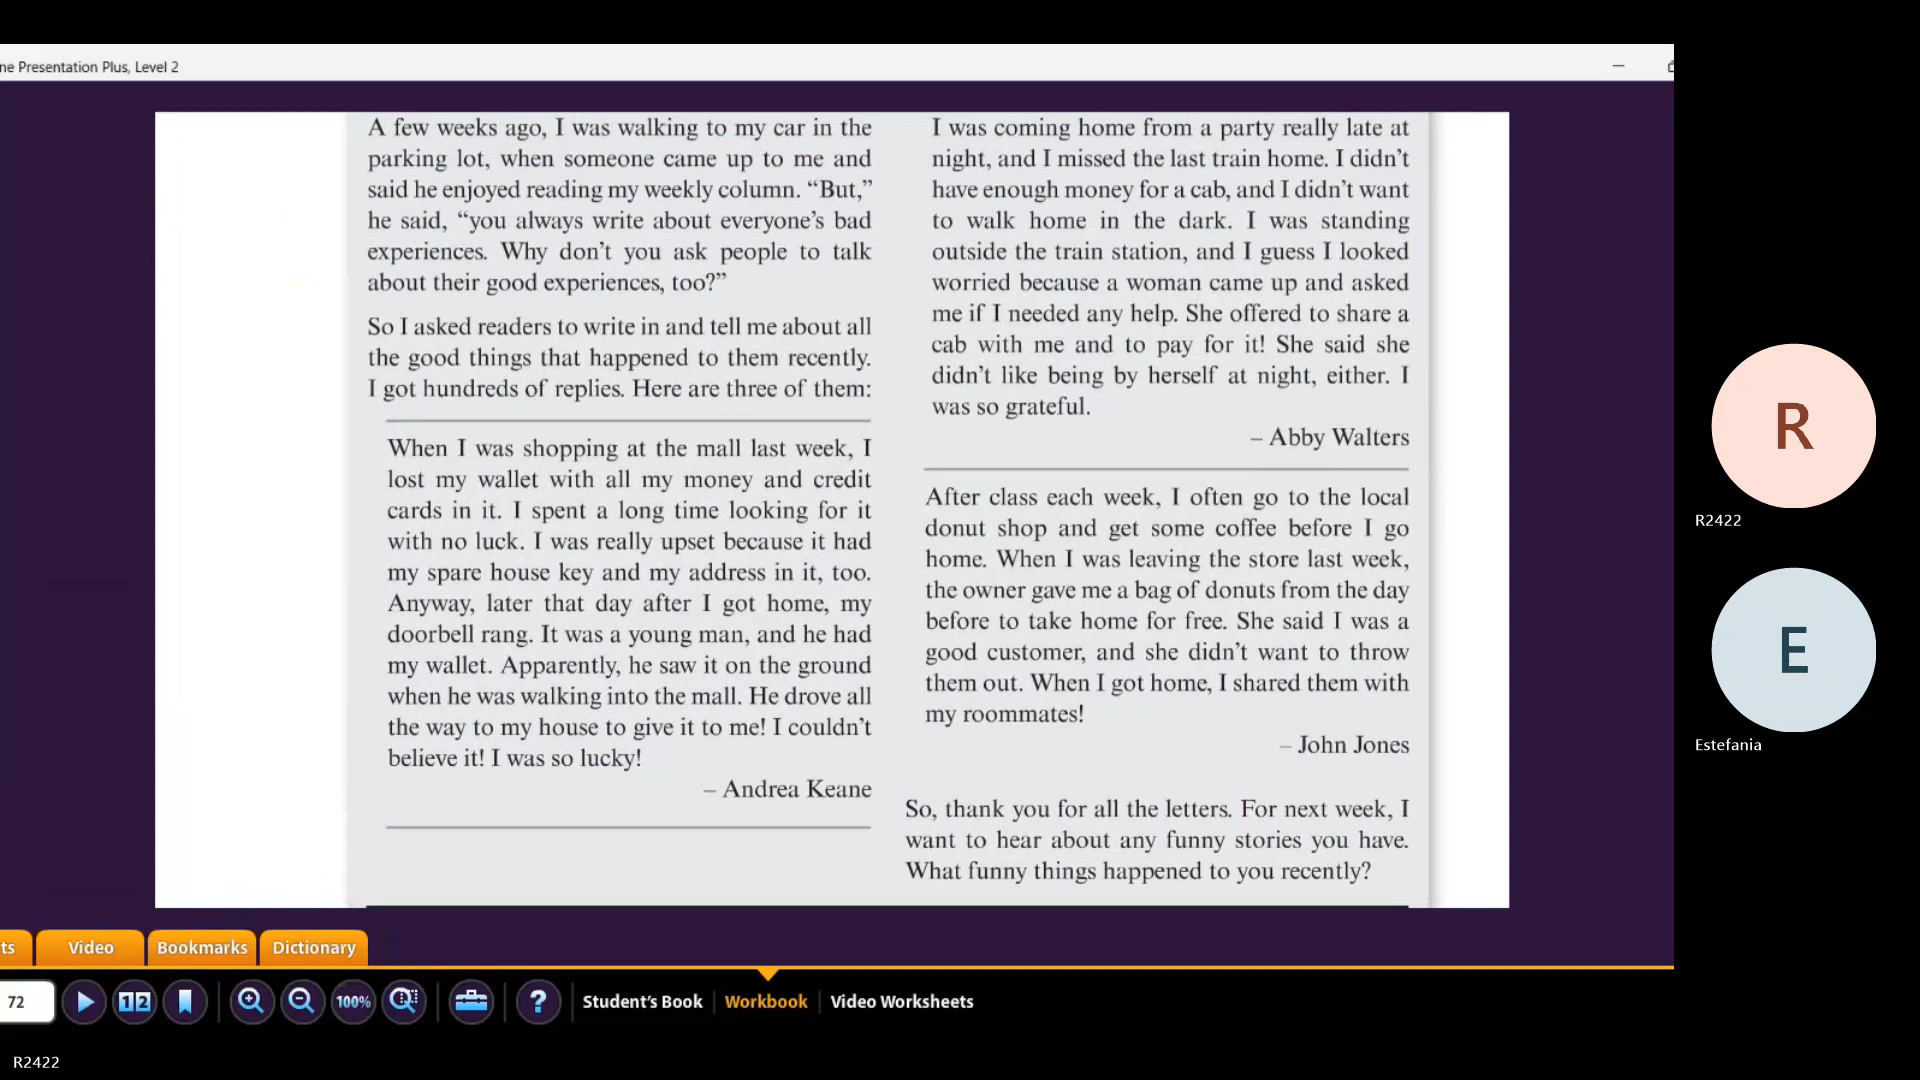 ne Presentation Plus, Level 2
A few weeks ago, I was walking to my car in the
parking lot, when someone came up to me and
said he enjoyed reading my weekly column. “But,”
he said, “you always write about everyone’s bad
experiences. Why don’t you ask people to talk
about their good experiences, too?”
So I asked readers to write in and tell me about all
the good things that happened to them recently.
I got hundreds of replies. Here are three of them:
When I was shopping at the mall last week, I
lost my wallet with all my money and credit
cards in it. I spent a long time looking for it
with no luck. I was really upset because it had
my spare house key and my address in it, too.
Anyway, later that day after I got home, my
doorbell rang. It was a young man, and he had
my wallet. Apparently, he saw it on the ground
when he was walking into the mall. He drove all
the way to my house to give it to me! I couldn’t
believe it! I was so lucky!
– Andrea Keane
I was coming home from a party really late at
night, and I missed the last train home. I didn’t
have enough money for a cab, and I didn’t want
to walk home in the dark. I was standing
outside the train station, and I guess I looked
worried because a woman came up and asked
me if I needed any help. She offered to share a
cab with me and to pay for it! She said she
didn’t like being by herself at night, either. I
was so grateful.
– Abby Walters
After class each week, I often go to the local
donut shop and get some coffee before I go
home. When I was leaving the store last week,
the owner gave me a bag of donuts from the day
before to take home for free. She said I was a
good customer, and she didn’t want to throw
them out. When I got home, I shared them with
my roommates!
– John Jones
So, thank you for all the letters. For next week, I
want to hear about any funny stories you have.
What funny things happened to you recently?
R
R2422
E
Estefania
ts Video Bookmarks Dictionary
72 1 2 100% ? Student’s Book Workbook Video Worksheets
R2422